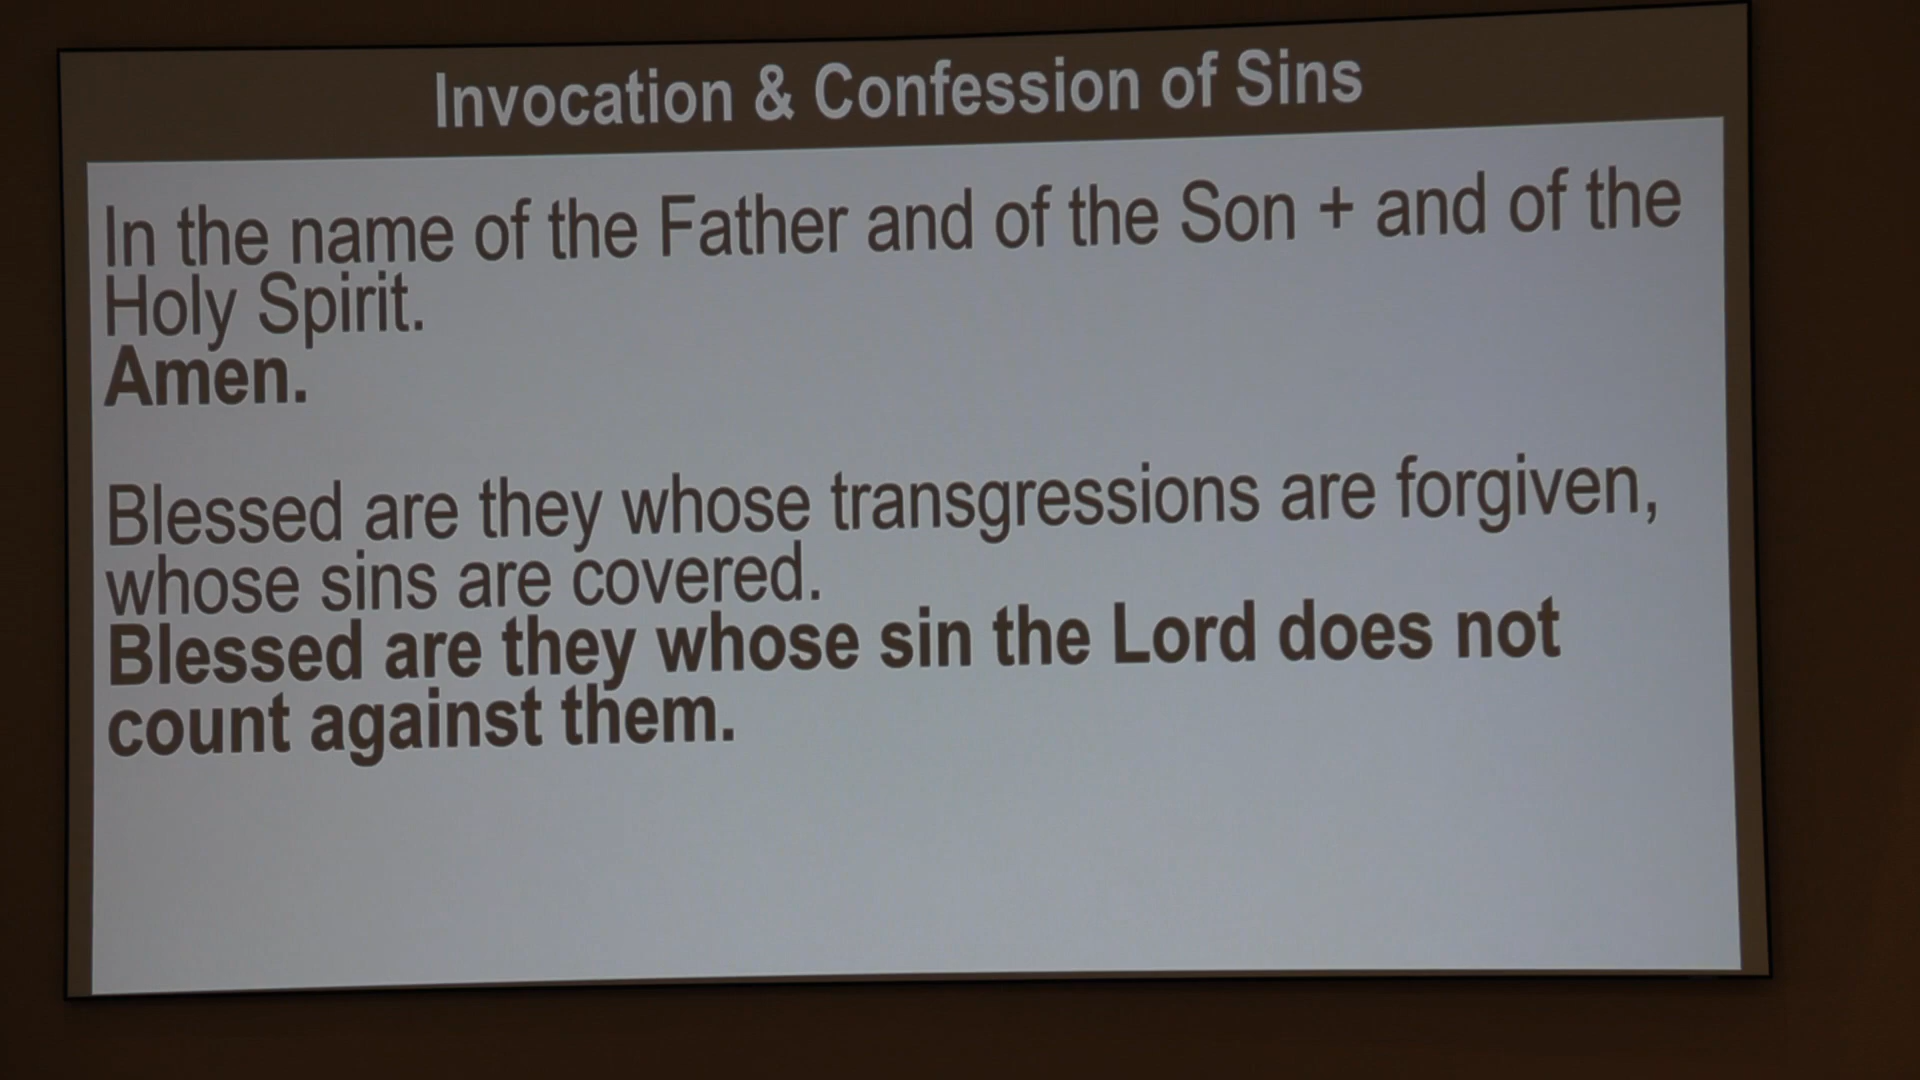 Invocation & Confession of Sins
In the name of the Father and of the Son + and of the
Holy Spirit.
Amen.
Blessed are they whose transgressions are forgiven,
whose sins are covered.
Blessed are they whose sin the Lord does not
count against them.